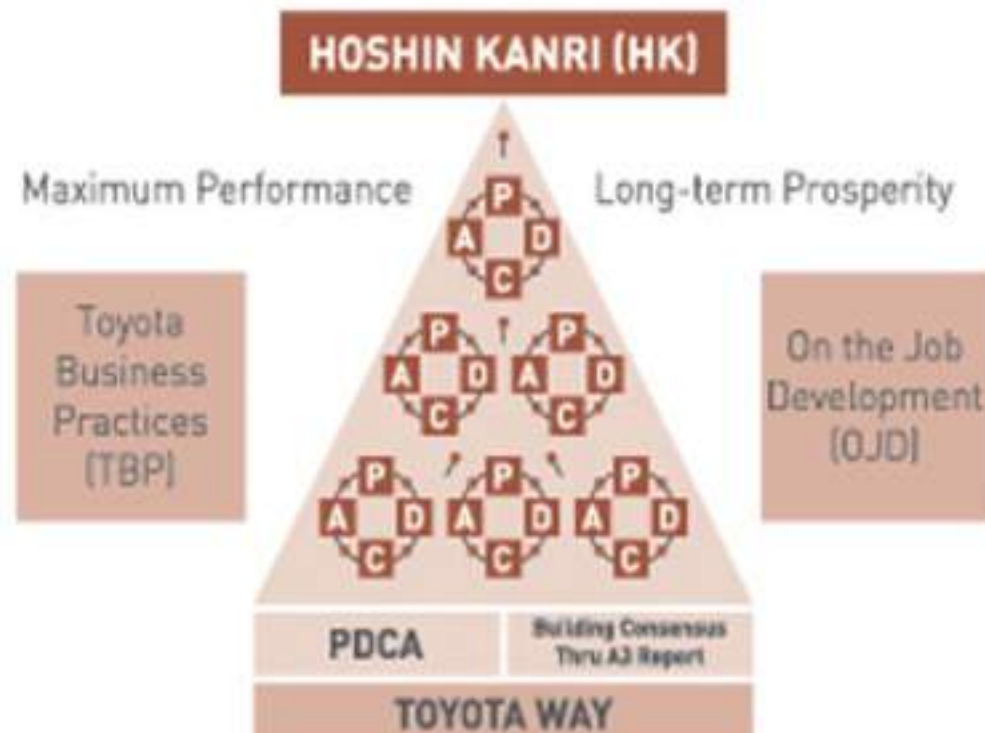 HOSHIN KANRI (HK)
Maximum Performance
Long-term Prosperity
Toyota
Business
Practices
(TBP)
On the Job
Development
(OJD)
P
A D
C
P P
A D A D
C C
P P P
A D A D A D
C C C
PDCA
Building Consensus
Thru A3 Report
TOYOTA WAY